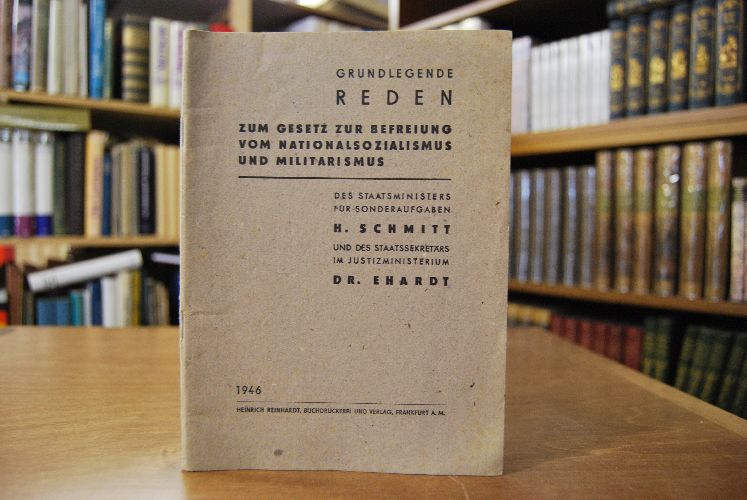 GRUNDLEGENDE
REDEN
ZUM GESETZ ZUR BEFREIUNG
VOM NATIONALSOZIALISMUS
UND MILITARISMUS
DES STAATSMINISTERS
FÜR SONDERAUFGABEN
H. SCHMITT
UND DES STAATSSEKRETÄRS
IM JUSTIZMINISTERIUM
DR. EHARDT
1946
HEINRICH REINHARDT, BUCHDRUCKEREI UND VERLAG, FRANKFURT A. M.